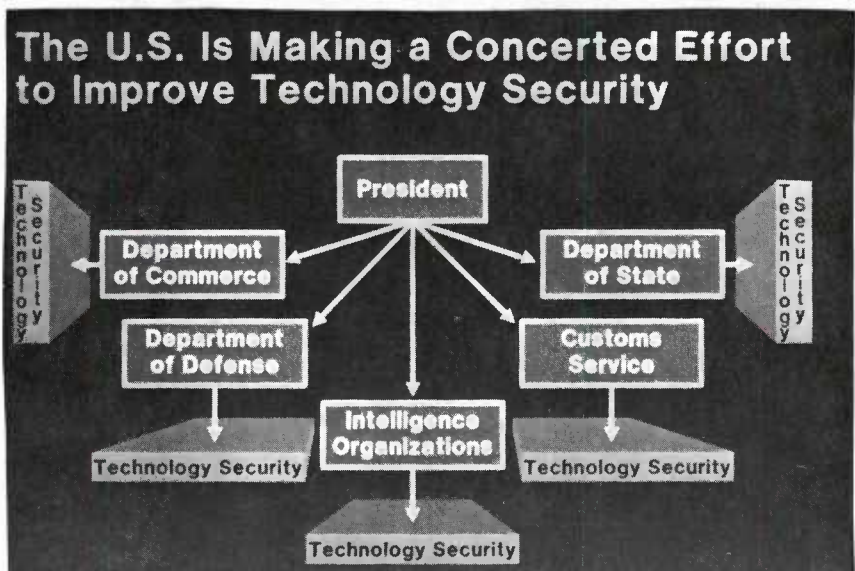 The U.S. Is Making a Concerted Effort
to Improve Technology Security
President
Technology
Security
Department
of Commerce
Department
of State
Technology
Security
Department
of Defense
Customs
Service
Intelligence
Organizations
Technology Security
Technology Security
Technology Security